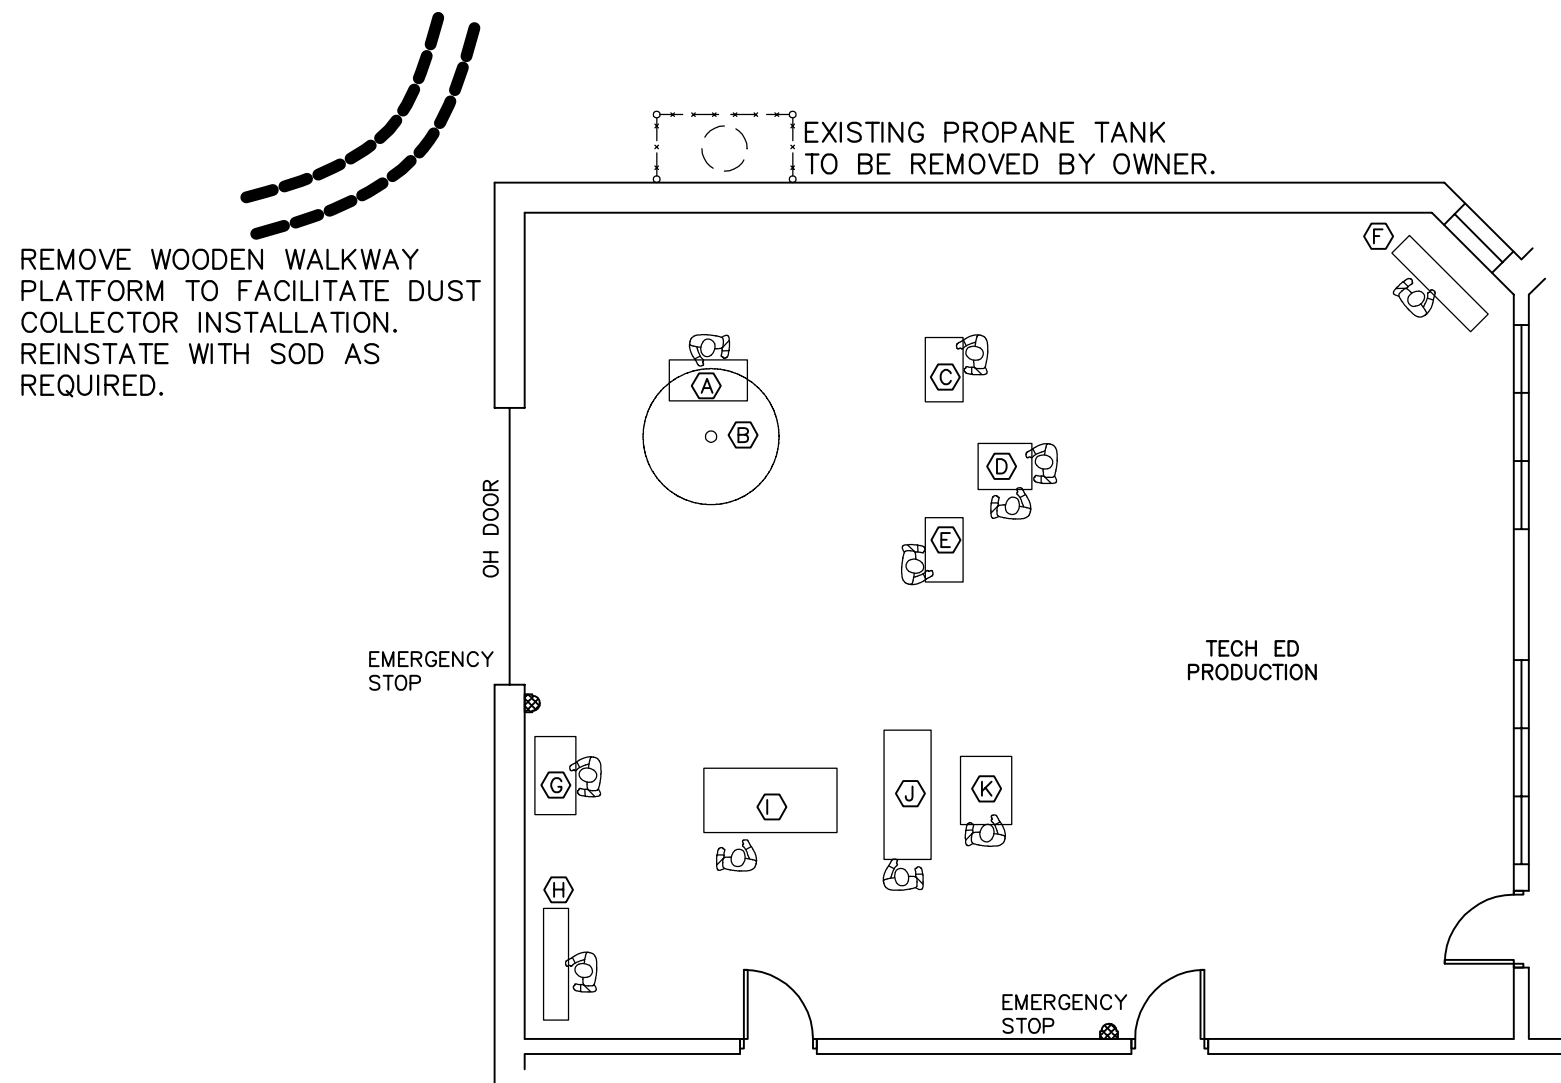 EXISTING PROPANE TANK
TO BE REMOVED BY OWNER.
REMOVE WOODEN WALKWAY
PLATFORM TO FACILITATE DUST
COLLECTOR INSTALLATION.
REINSTATE WITH SOD AS
REQUIRED.
F
A
C
B
D
OH DOOR
E
EMERGENCY
STOP
TECH ED
PRODUCTION
G
I
J
K
H
EMERGENCY
STOP